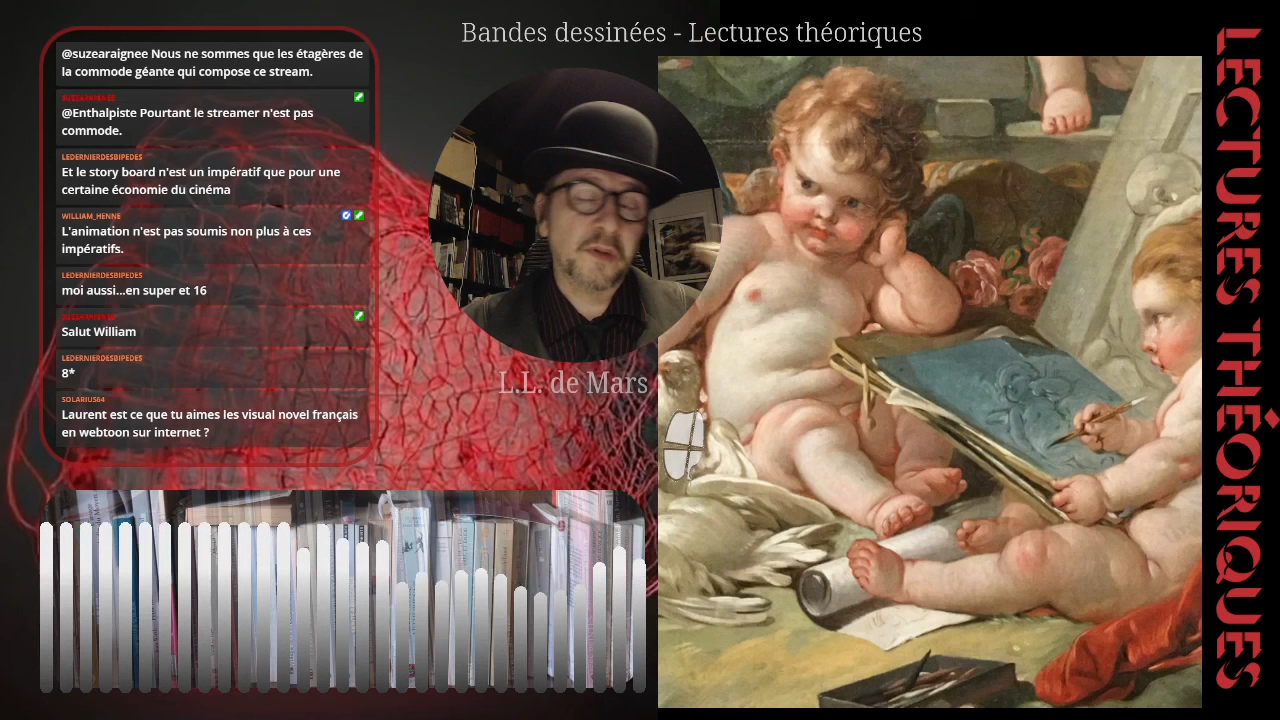 Bandes dessinées - Lectures théoriques
@suzearaignee Nous ne sommes que les étagères de
la commode géante qui compose ce stream.
SUZEARAIGNEE
@Enthalpiste Pourtant le streamer n'est pas
commode.
LEDERNIERDESBIPEDES
Et le story board n'est un impératif que pour une
certaine économie du cinéma
WILLIAM_HENNE
L'animation n'est pas soumis non plus à ces
impératifs.
LEDERNIERDESBIPEDES
moi aussi...en super et 16
SUZEARAIGNEE
Salut William
LEDERNIERDESBIPEDES
8*
SOLARIUS64
Laurent est ce que tu aimes les visual novel français
en webtoon sur internet ?
L.L. de Mars
LECTURES THÉORIQUES